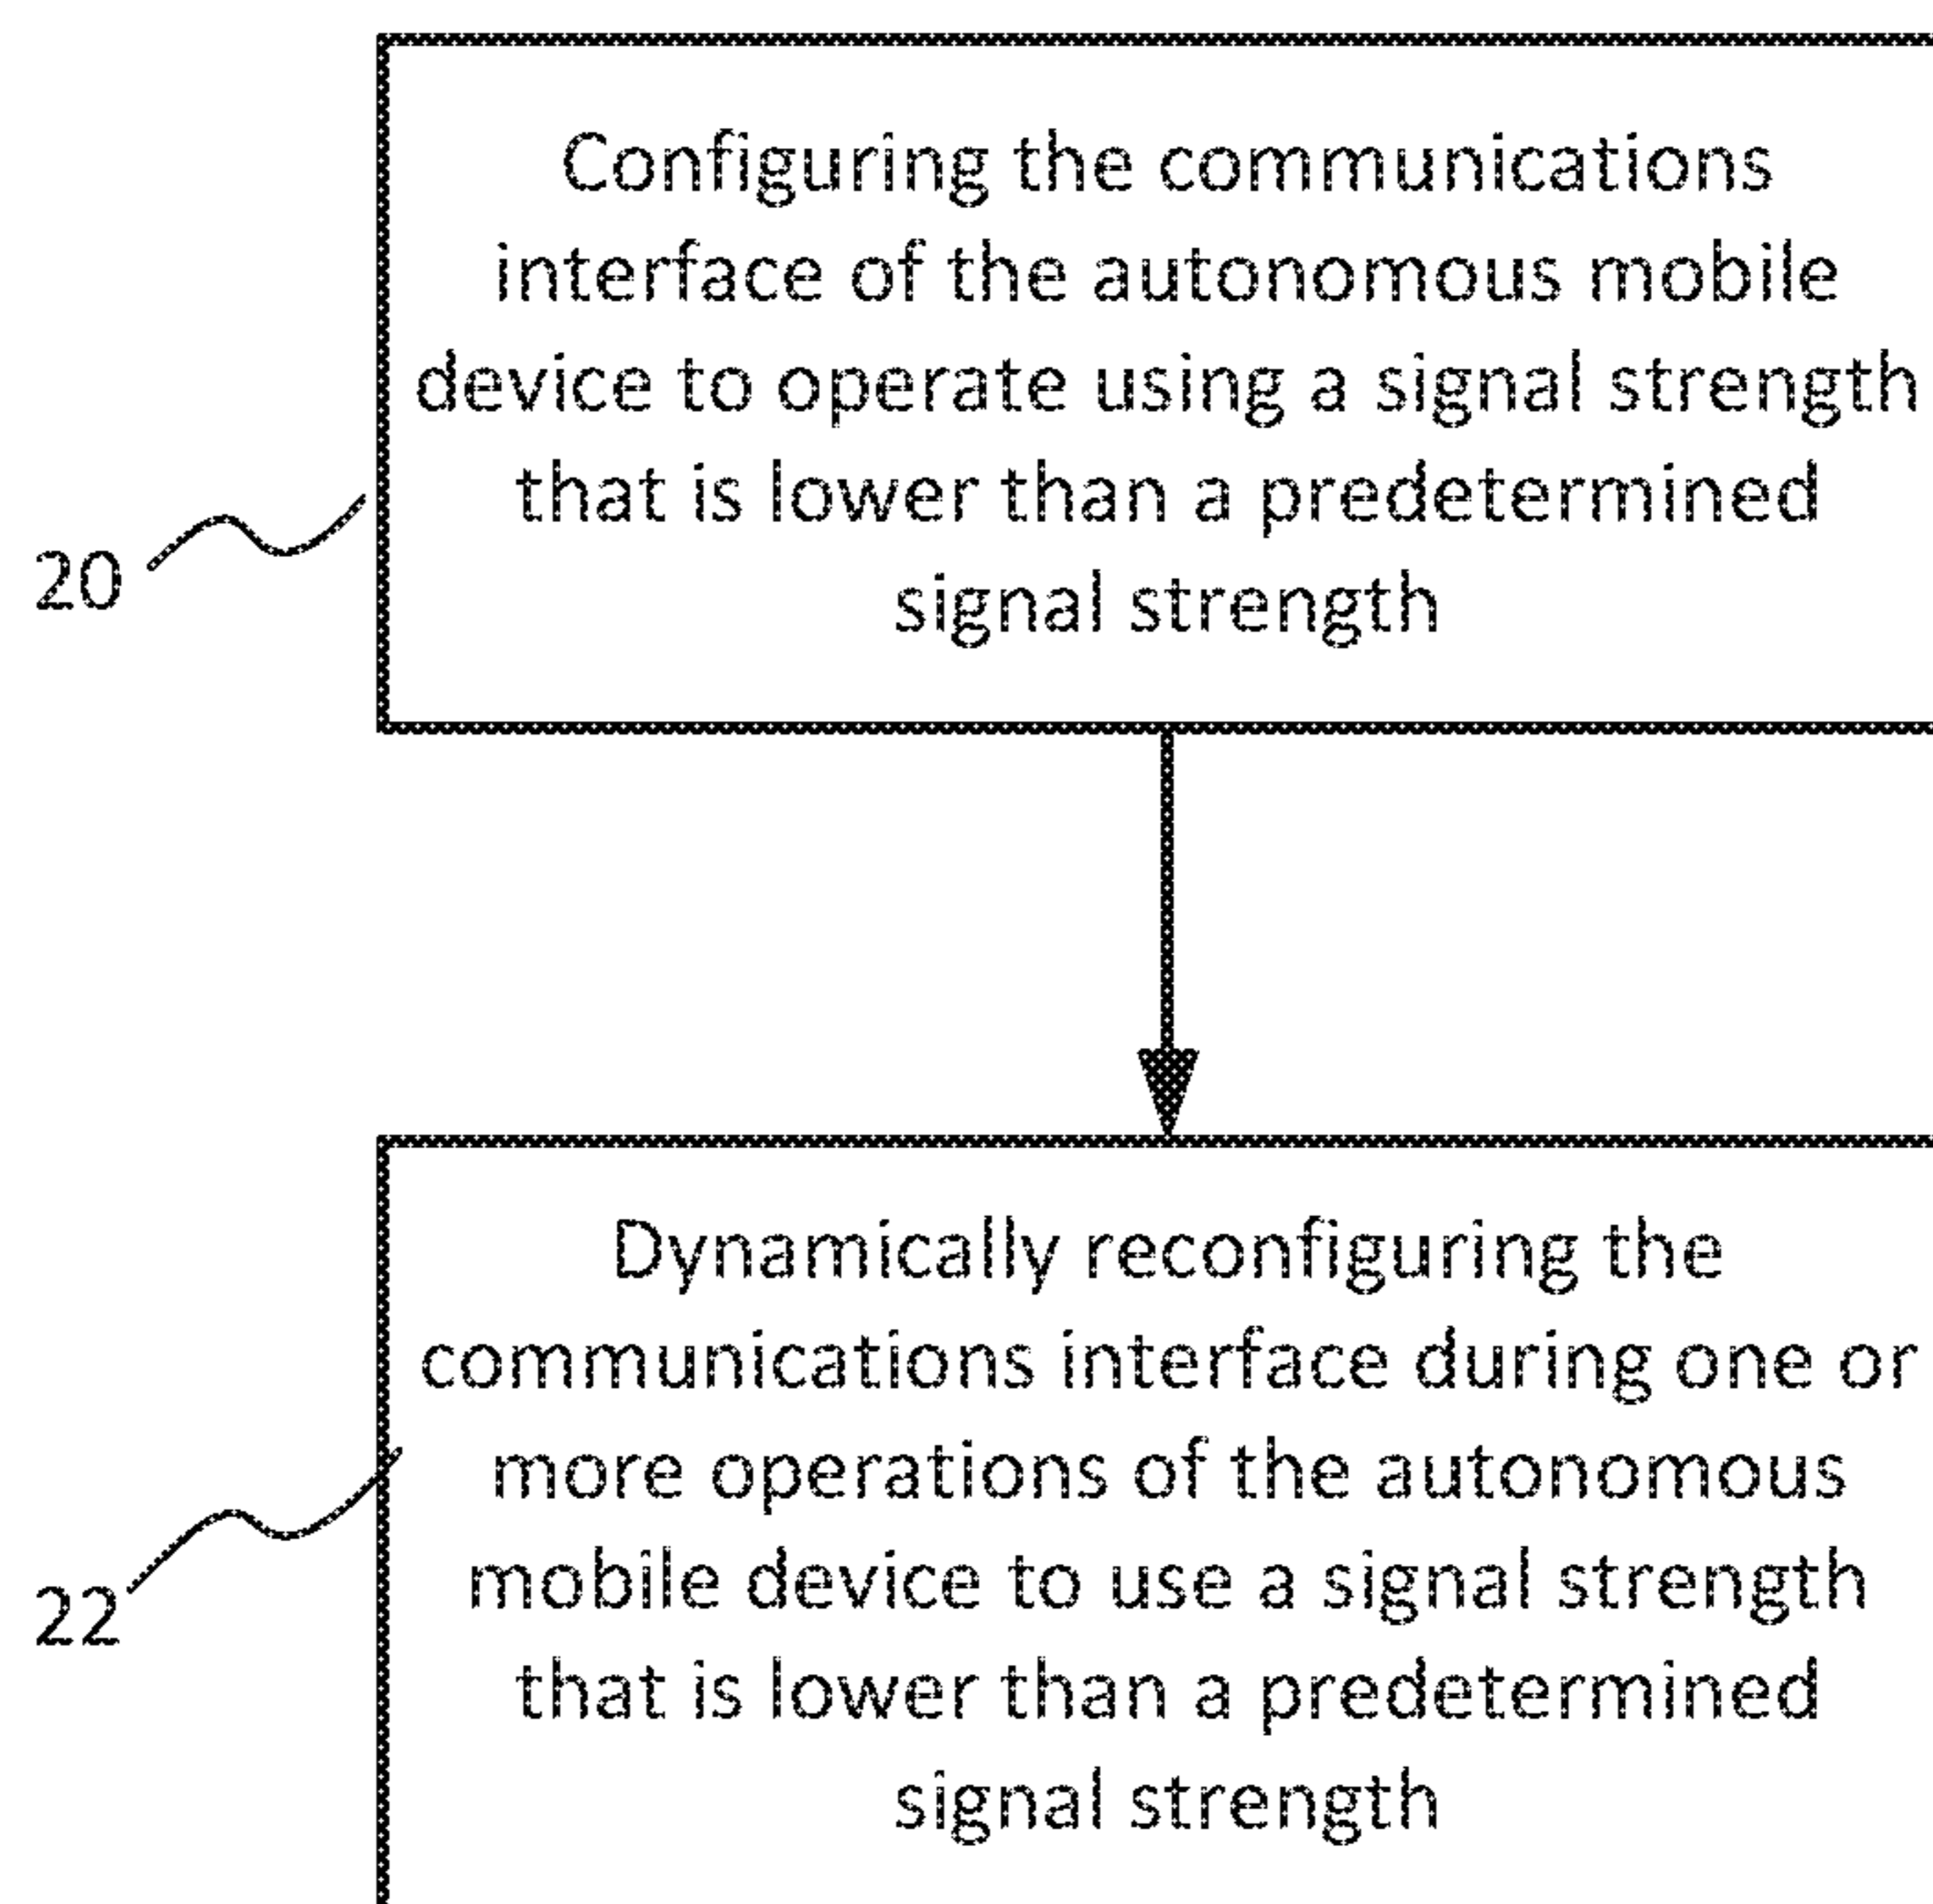 Configuring the communications
interface of the autonomous mobile
device to operate using a signal strength
that is lower than a predetermined
signal strength
20
Dynamically reconfiguring the
communications interface during one or
more operations of the autonomous
mobile device to use a signal strength
that is lower than a predetermined
signal strength
22